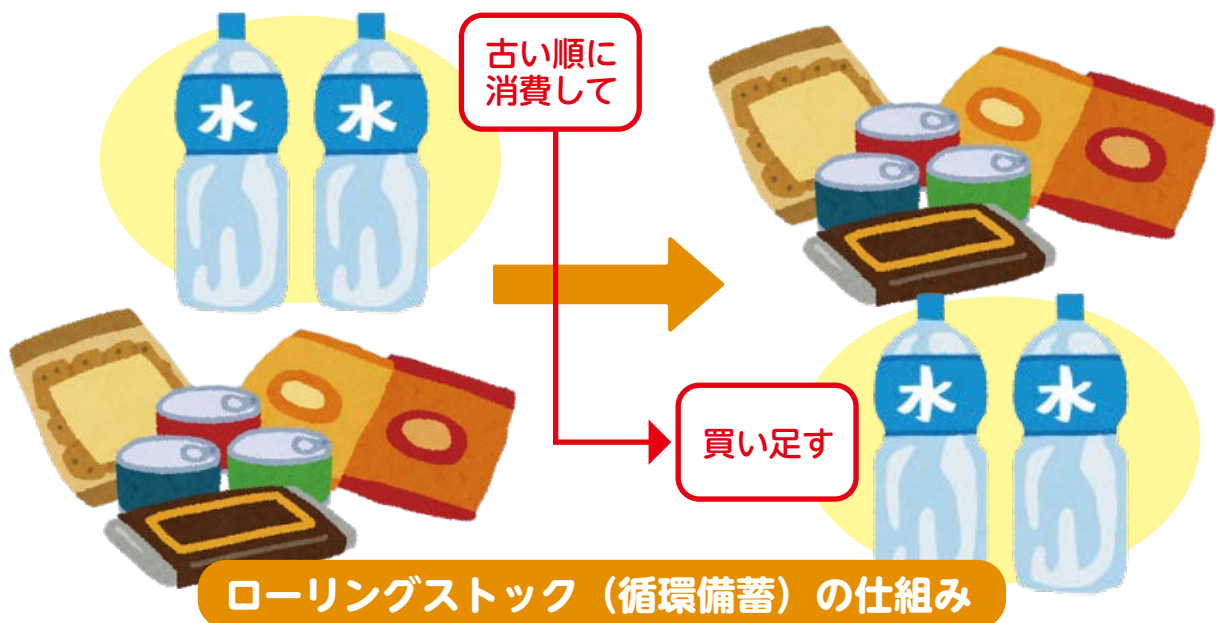 水
水
古い順に
消費して
買い足す
水
水
ローリングストック（循環備蓄）の仕組み